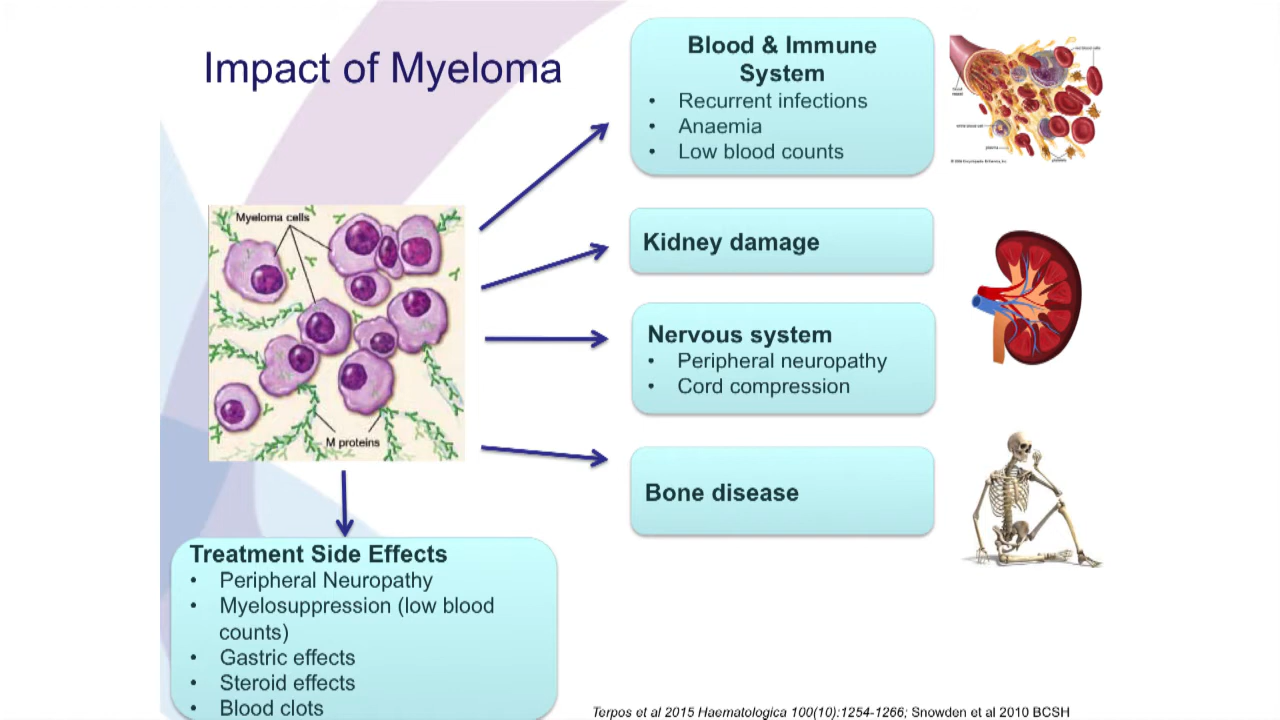 Impact of Myeloma
Blood & Immune
System
• Recurrent infections
• Anaemia
• Low blood counts
Kidney damage
Nervous system
• Peripheral neuropathy
• Cord compression
Bone disease
Myeloma cells
M proteins
Treatment Side Effects
• Peripheral Neuropathy
• Myelosuppression (low blood
counts)
• Gastric effects
• Steroid effects
• Blood clots
Terpos et al 2015 Haematologica 100(10):1254-1266; Snowden et al 2010 BCSH